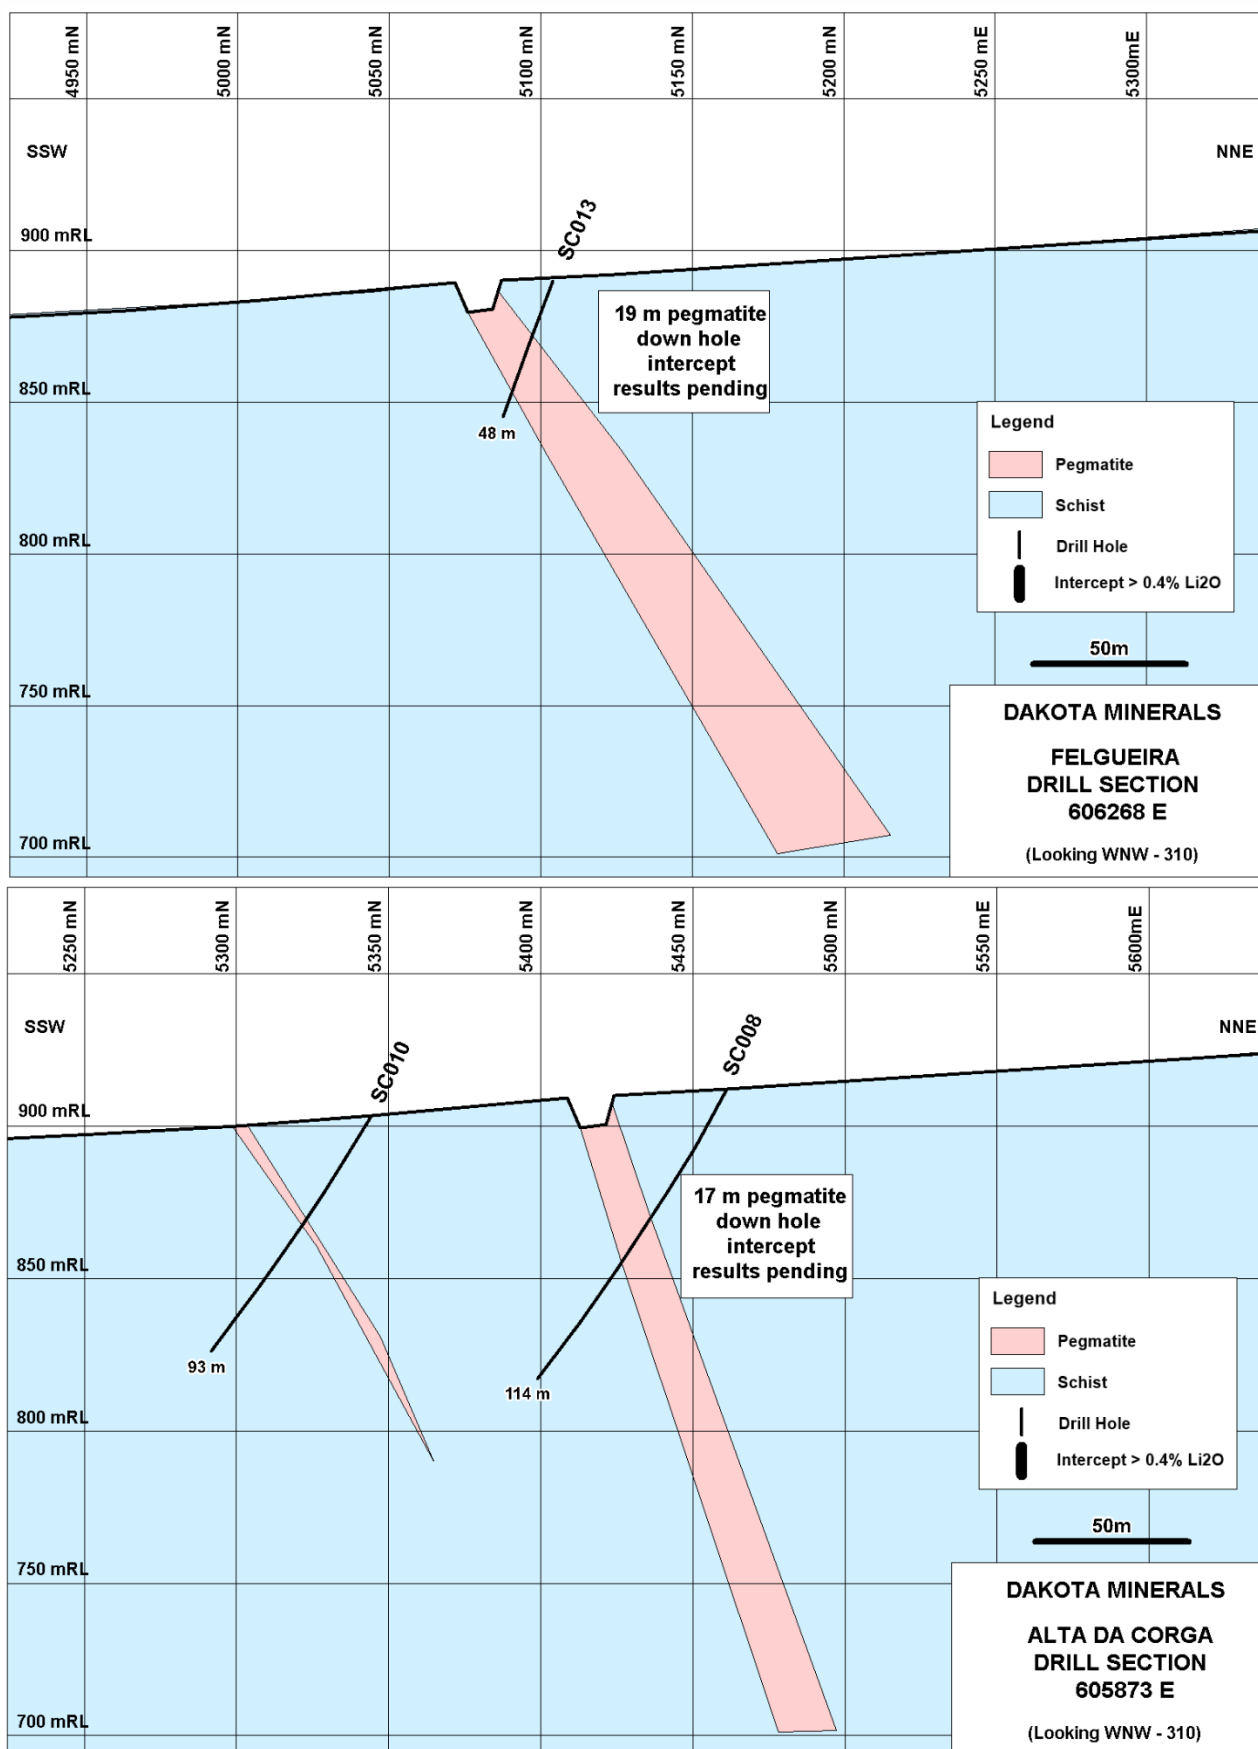 4950 mN
5000 mN
5050 mN
5100 mN
5150 mN
5200 mN
5250 mE
5300mE
SSW
NNE
SC013
900 mRL
19 m pegmatite
down hole
intercept
results pending
850 mRL
48 m
Legend
Pegmatite
Schist
Drill Hole
Intercept > 0.4% Li2O
800 mRL
50m
750 mRL
DAKOTA MINERALS
FELGUEIRA
DRILL SECTION
606268 E
(Looking WNW - 310)
700 mRL
5250 mN
5300 mN
5350 mN
5400 mN
5450 mN
5500 mN
5550 mE
5600mE
SSW
NNE
SC010
SC008
900 mRL
17 m pegmatite
down hole
intercept
results pending
850 mRL
93 m
114 m
Legend
Pegmatite
Schist
Drill Hole
Intercept > 0.4% Li2O
800 mRL
50m
750 mRL
DAKOTA MINERALS
ALTA DA CORGA
DRILL SECTION
605873 E
(Looking WNW - 310)
700 mRL